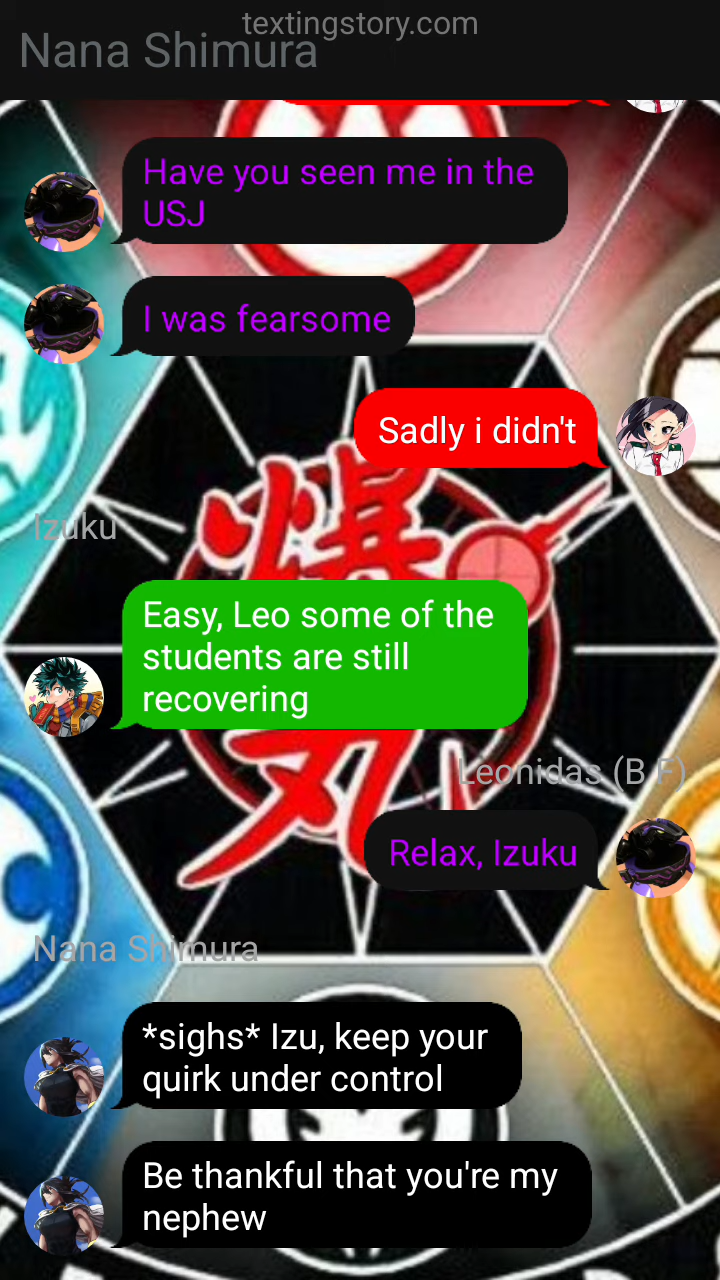 textingstory.com
Nana Shimura
Have you seen me in the
USJ
I was fearsome
Sadly i didn't
Izuku
爆
Easy, Leo some of the
students are still
recovering
丸
Leonidas (B F)
Relax, Izuku
Nana Shimura
*sighs* Izu, keep your
quirk under control
Be thankful that you're my
nephew